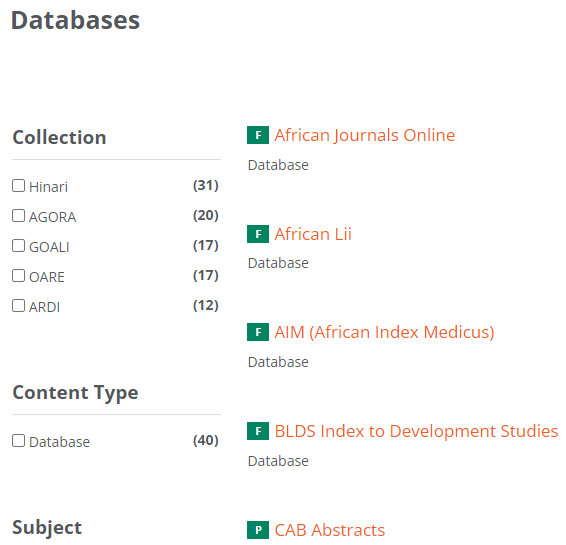 Databases
Collection
Hinari (31)
AGORA (20)
GOALI (17)
OARE (17)
ARDI (12)
Content Type
Database (40)
Subject
F African Journals Online
Database
F African Lii
Database
F AIM (African Index Medicus)
Database
F BLDS Index to Development Studies
Database
P CAB Abstracts